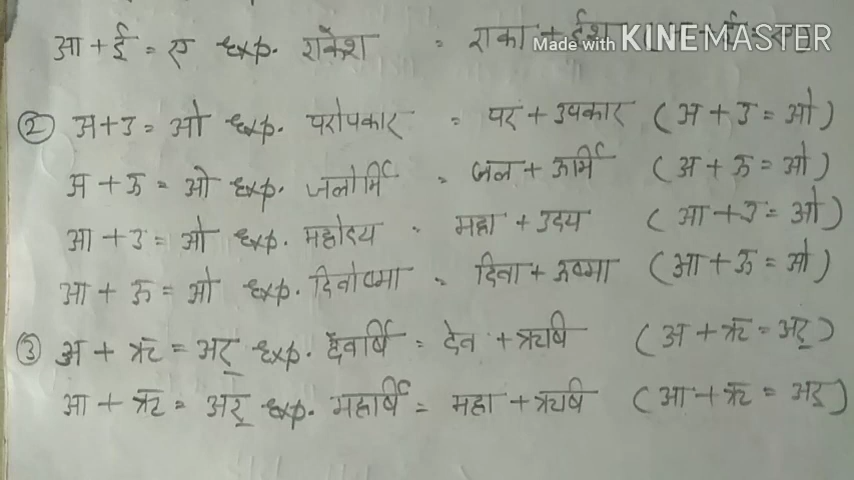 आ + ई = ए exp. राकेश = राका + ईश
Made with KINEMASTER
② अ + उ = ओ exp. परोपकार = पर + उपकार (अ + उ = ओ)
अ + ऊ = ओ exp. जलोर्मि = जल + ऊर्मि (अ + ऊ = ओ)
आ + उ = ओ exp. महोदय = महा + उदय (आ + उ = ओ)
आ + ऊ = ओ exp. दिवोष्मा = दिवा + ऊष्मा (आ + ऊ = ओ)
③ अ + ऋ = अर् exp. देवर्षि = देव + ऋषि (अ + ऋ = अर्)
आ + ऋ = अर् exp. महर्षि = महा + ऋषि (आ + ऋ = अर्)